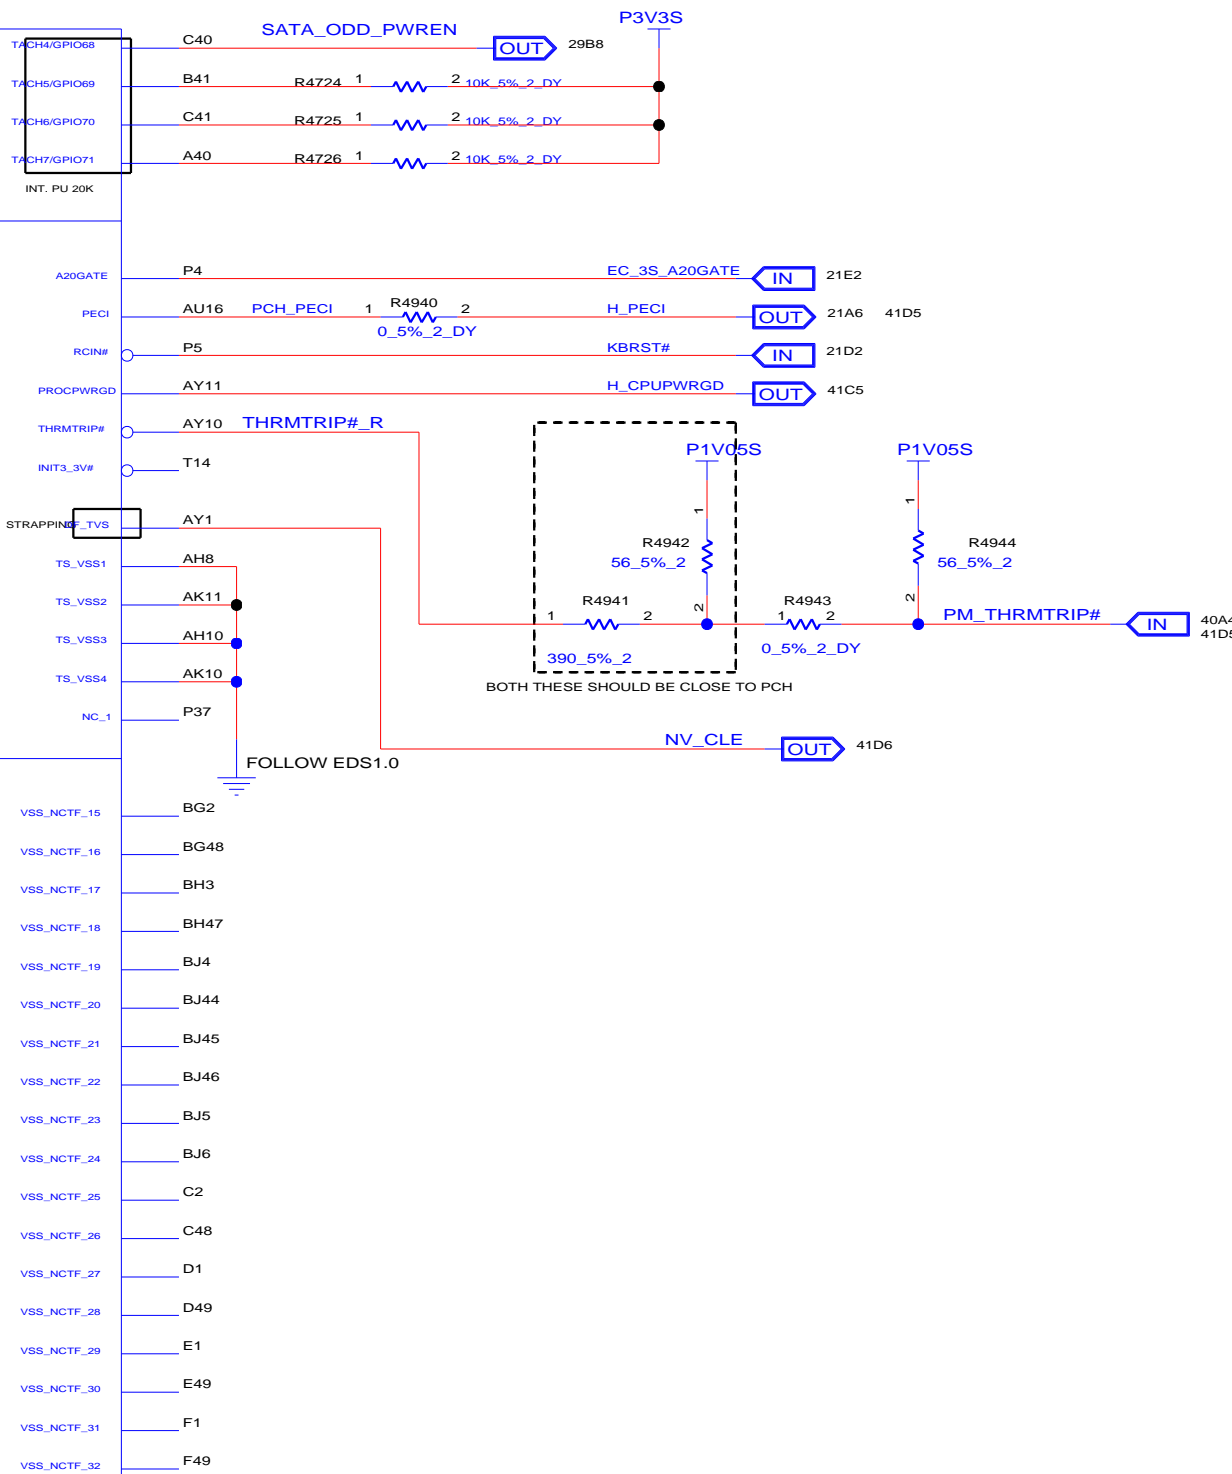 P3V3S
SATA_ODD_PWREN
TACH4/GPIO68 C40 OUT 29B8
TACH5/GPIO69 B41 R4724 1 2 10K_5%_2_DY
TACH6/GPIO70 C41 R4725 1 2 10K_5%_2_DY
TACH7/GPIO71 A40 R4726 1 2 10K_5%_2_DY
INT. PU 20K
A20GATE P4 EC_3S_A20GATE IN 21E2
PECI AU16 PCH_PECI 1 R4940 2 H_PECI OUT 21A6 41D5
0_5%_2_DY
RCIN# P5 KBRST# IN 21D2
PROCPWRGD AY11 H_CPUPWRGD OUT 41C5
THRMTRIP# AY10 THRMTRIP#_R
P1V05S P1V05S
INIT3_3V# T14
1 1
STRAPPING _TVS AY1
R4942 R4944
56_5%_2 56_5%_2
TS_VSS1 AH8
TS_VSS2 AK11
2 2
R4941 R4943
1 2 1 2 PM_THRMTRIP# IN 40A4
41D5
TS_VSS3 AH10
390_5%_2 0_5%_2_DY
TS_VSS4 AK10
BOTH THESE SHOULD BE CLOSE TO PCH
NC_1 P37
NV_CLE OUT 41D6
FOLLOW EDS1.0
VSS_NCTF_15 BG2
VSS_NCTF_16 BG48
VSS_NCTF_17 BH3
VSS_NCTF_18 BH47
VSS_NCTF_19 BJ4
VSS_NCTF_20 BJ44
VSS_NCTF_21 BJ45
VSS_NCTF_22 BJ46
VSS_NCTF_23 BJ5
VSS_NCTF_24 BJ6
VSS_NCTF_25 C2
VSS_NCTF_26 C48
VSS_NCTF_27 D1
VSS_NCTF_28 D49
VSS_NCTF_29 E1
VSS_NCTF_30 E49
VSS_NCTF_31 F1
VSS_NCTF_32 F49